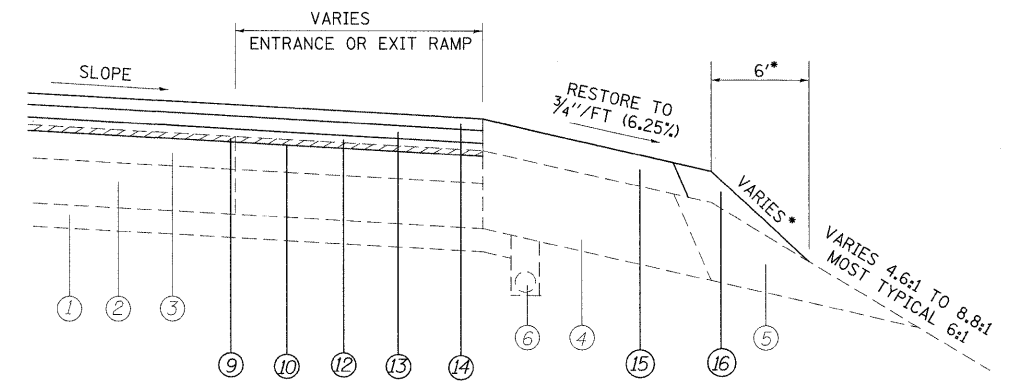 VARIES
ENTRANCE OR EXIT RAMP
SLOPE
RESTORE TO
3/4"/FT (6.25%)
6'*
VARIES*
VARIES 4.6:1 TO 8.8:1
MOST TYPICAL 6:1
1
2
3
9
10
12
13
14
6
4
15
16
5